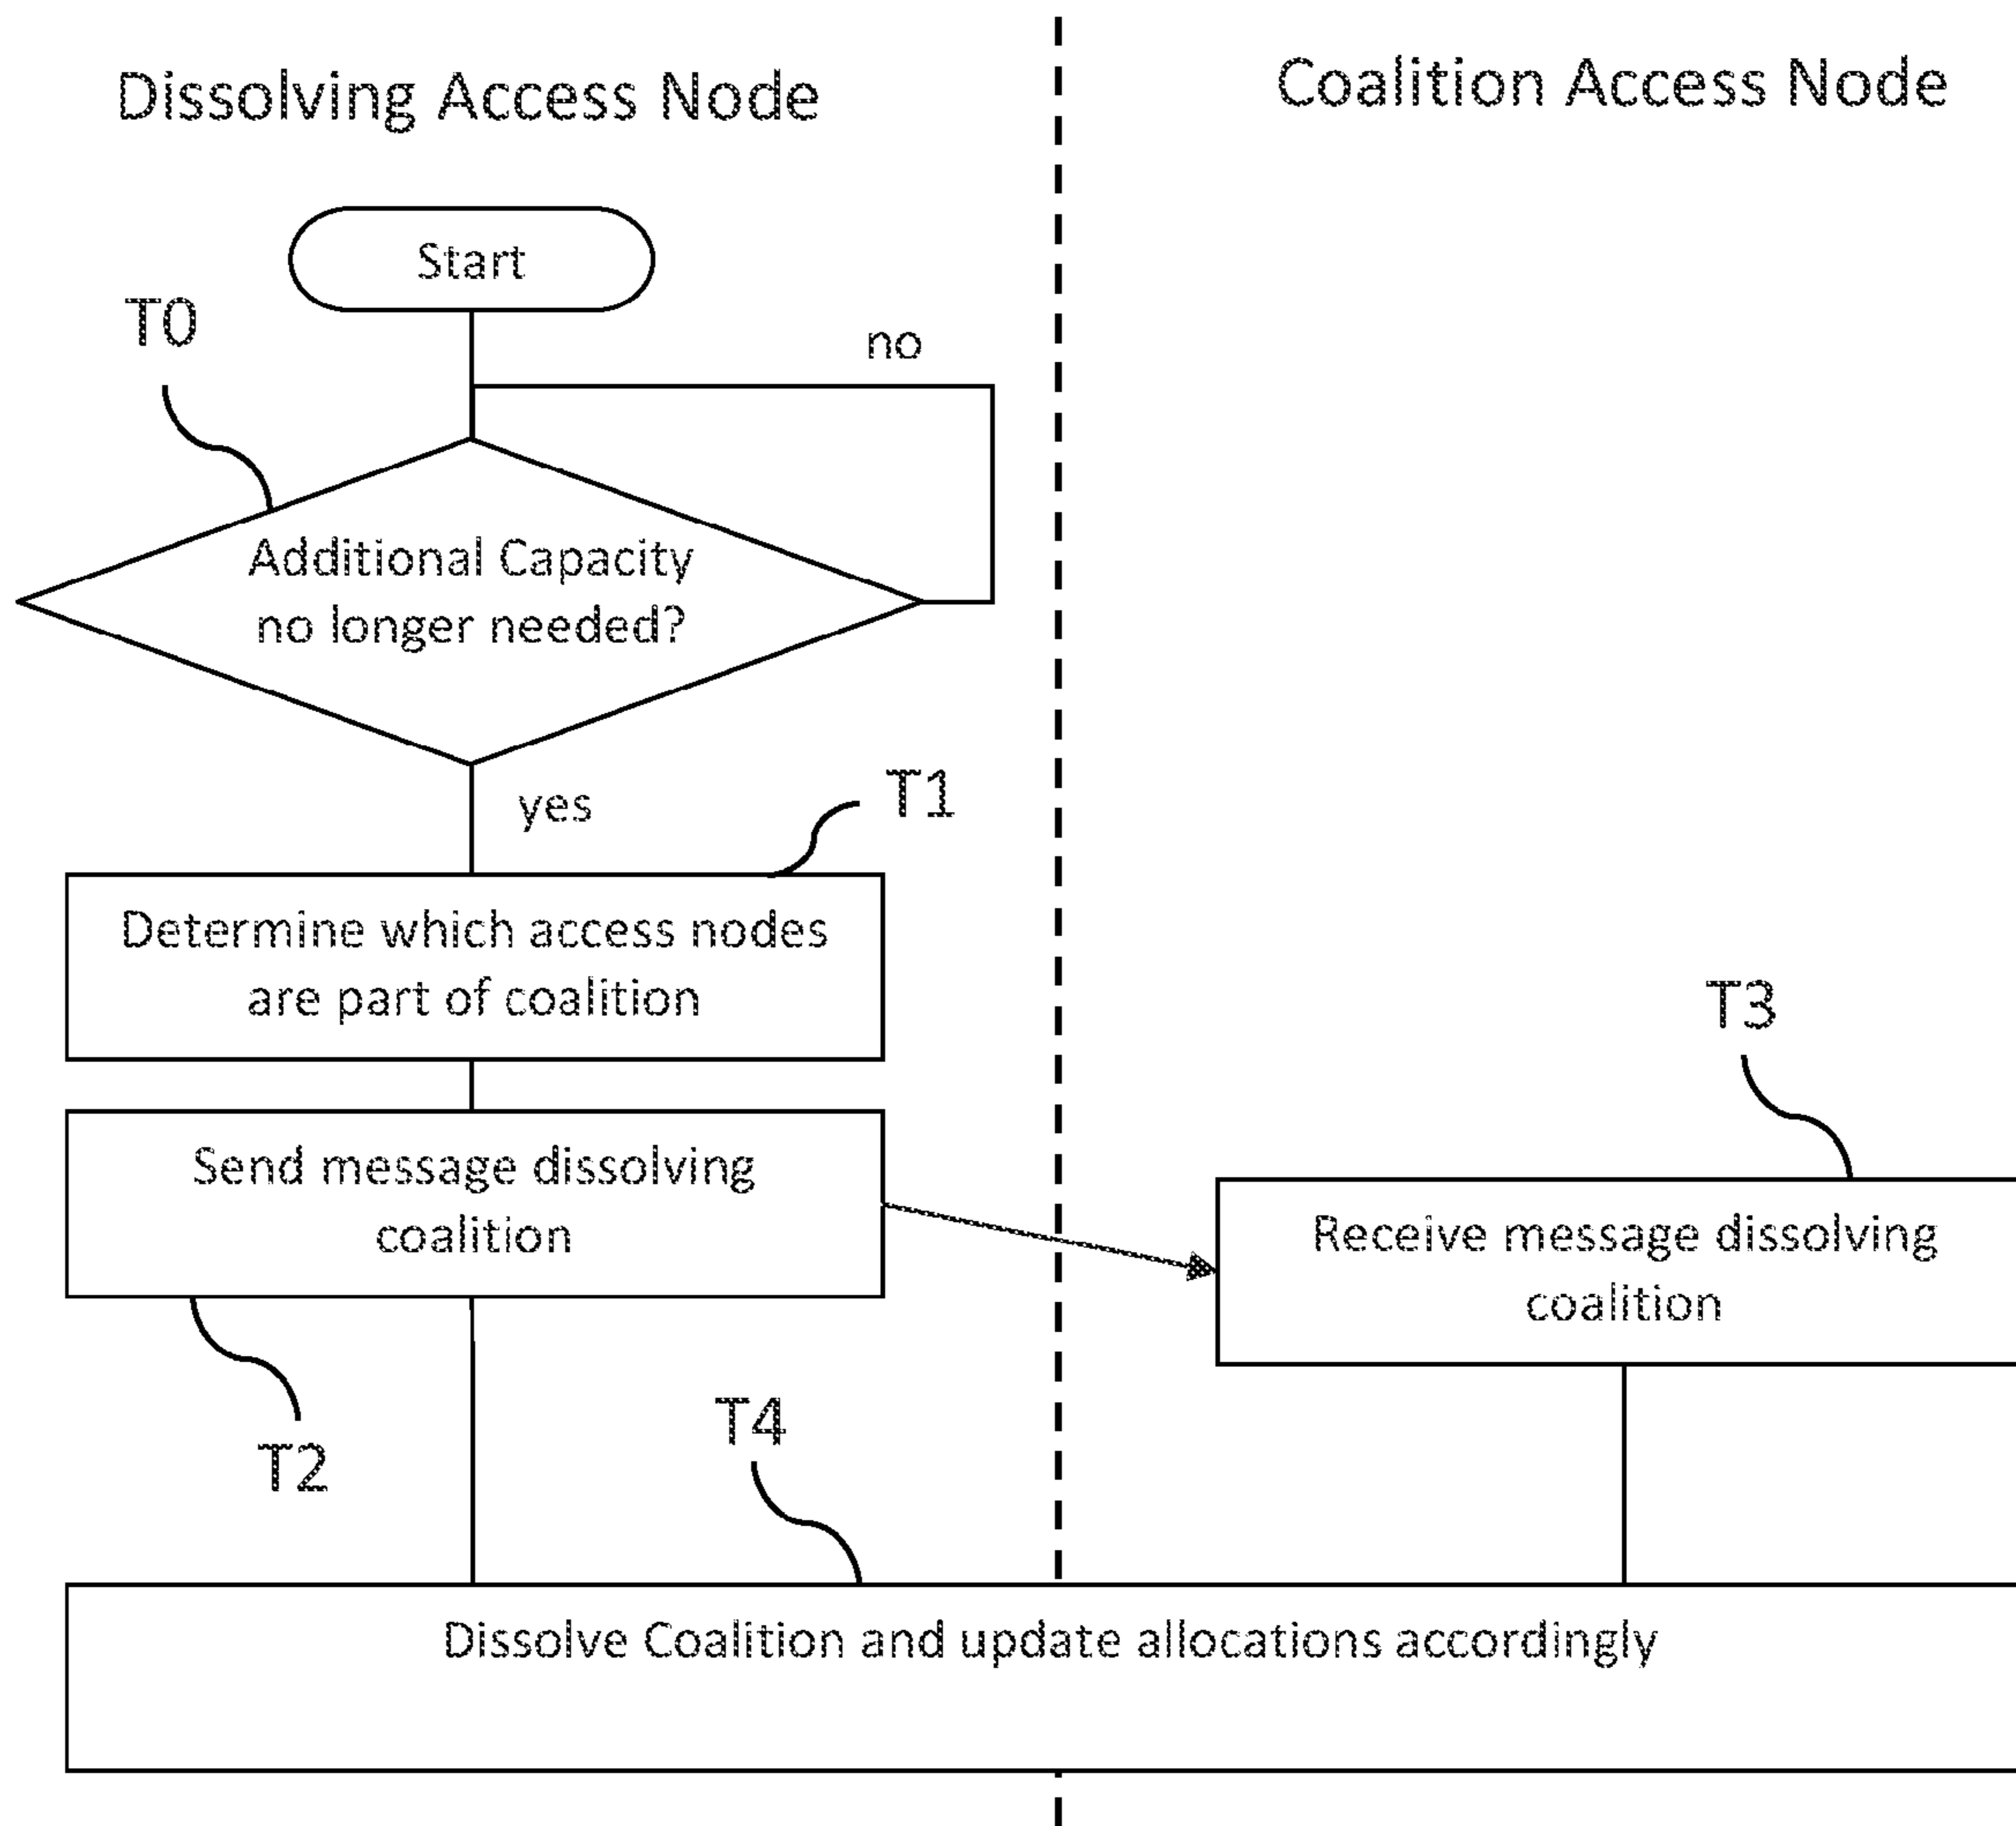 Dissolving Access Node
Coalition Access Node
Start
T0
no
Additional Capacity
no longer needed?
yes
T1
Determine which access nodes
are part of coalition
T3
Send message dissolving
coalition
Receive message dissolving
coalition
T4
T2
Dissolve Coalition and update allocations accordingly